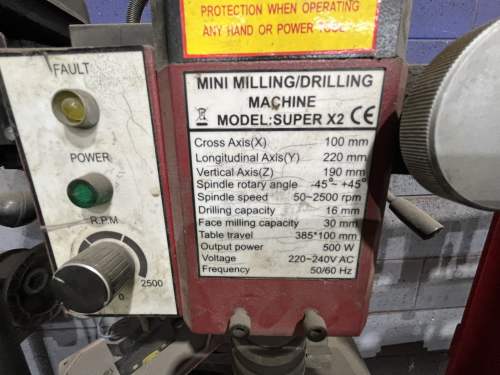 PROTECTION WHEN OPERATING
ANY HAND OR POWER TOOL
FAULT
POWER
R.P.M
0
2500
MINI MILLING/DRILLING
MACHINE
MODEL:SUPER X2 CE
Cross Axis(X) 100 mm
Longitudinal Axis(Y) 220 mm
Vertical Axis(Z) 190 mm
Spindle rotary angle -45°~ +45°
Spindle speed 50~2500 rpm
Drilling capacity 16 mm
Face milling capacity 30 mm
Table travel 385*100 mm
Output power 500 W
Voltage 220~240V AC
Frequency 50/60 Hz